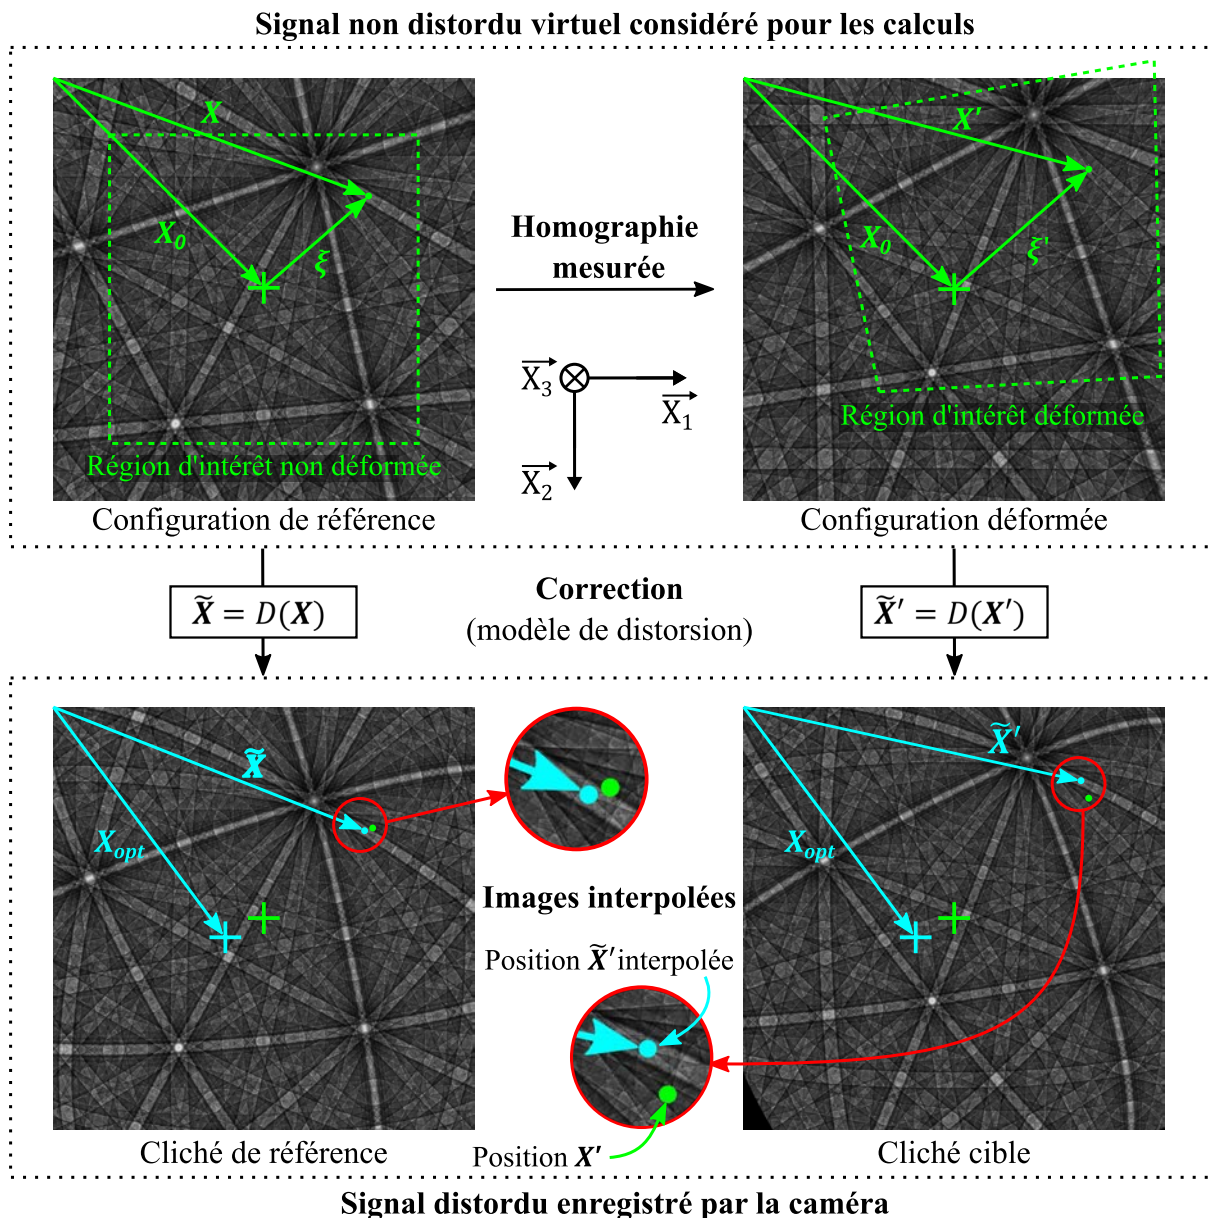 Signal non distordu virtuel considéré pour les calculs
X
X₀
ξ
Région d'intérêt non déformée
Configuration de référence
Homographie
mesurée
X₃
X₁
X₂
X'
X₀
ξ'
Région d'intérêt déformée
Configuration déformée
X̃ = D(X)
Correction
(modèle de distorsion)
X̃′ = D(X′)
X̃
X_opt
Cliché de référence
Images interpolées
Position X̃′ interpolée
Position X'
X̃′
X_opt
Cliché cible
Signal distordu enregistré par la caméra